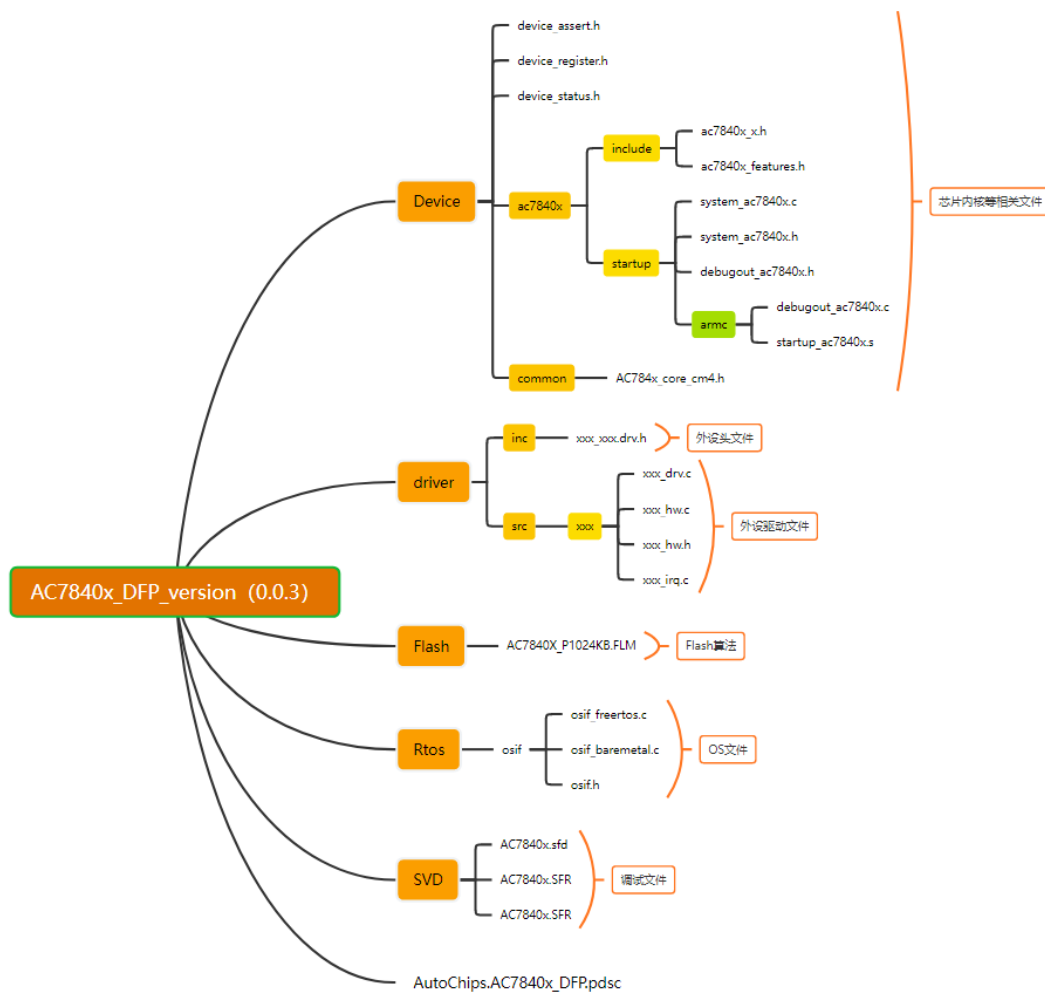 AC7840x_DFP_version（0.0.3）
Device
device_assert.h
device_register.h
device_status.h
ac7840x
include
ac7840x_x.h
ac7840x_features.h
startup
system_ac7840x.c
system_ac7840x.h
debugout_ac7840x.h
armc
debugout_ac7840x.c
startup_ac7840x.s
common
AC784x_core_cm4.h
芯片内核等相关文件
driver
inc
xxx_xxx.drv.h
外设头文件
src
xxx
xxx_drv.c
xxx_hw.c
xxx_hw.h
xxx_irq.c
外设驱动文件
Flash
AC7840X_P1024KB.FLM
Flash算法
Rtos
osif
osif_freertos.c
osif_baremetal.c
osif.h
OS文件
SVD
AC7840x.sfd
AC7840x.SFR
AC7840x.SFR
调试文件
AutoChips.AC7840x_DFP.pdsc